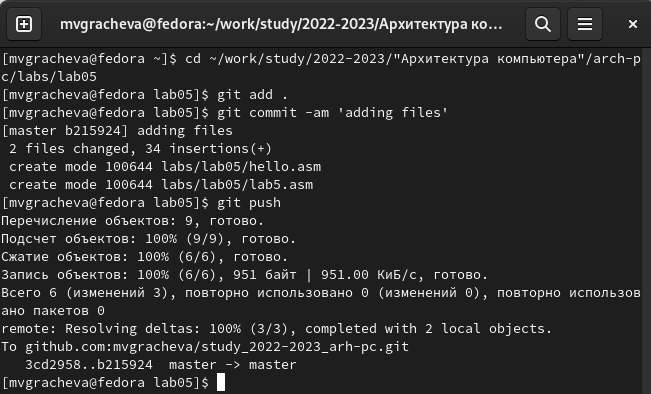 mvgracheva@fedora:~/work/study/2022-2023/Архитектура ко...
[mvgracheva@fedora ~]$ cd ~/work/study/2022-2023/"Архитектура компьютера"/arch-p
c/labs/lab05
[mvgracheva@fedora lab05]$ git add .
[mvgracheva@fedora lab05]$ git commit -am 'adding files'
[master b215924] adding files
 2 files changed, 34 insertions(+)
 create mode 100644 labs/lab05/hello.asm
 create mode 100644 labs/lab05/lab5.asm
[mvgracheva@fedora lab05]$ git push
Перечисление объектов: 9, готово.
Подсчет объектов: 100% (9/9), готово.
Сжатие объектов: 100% (6/6), готово.
Запись объектов: 100% (6/6), 951 байт | 951.00 КиБ/с, готово.
Всего 6 (изменений 3), повторно использовано 0 (изменений 0), повторно использов
ано пакетов 0
remote: Resolving deltas: 100% (3/3), completed with 2 local objects.
To github.com:mvgracheva/study_2022-2023_arh-pc.git
   3cd2958..b215924  master -> master
[mvgracheva@fedora lab05]$